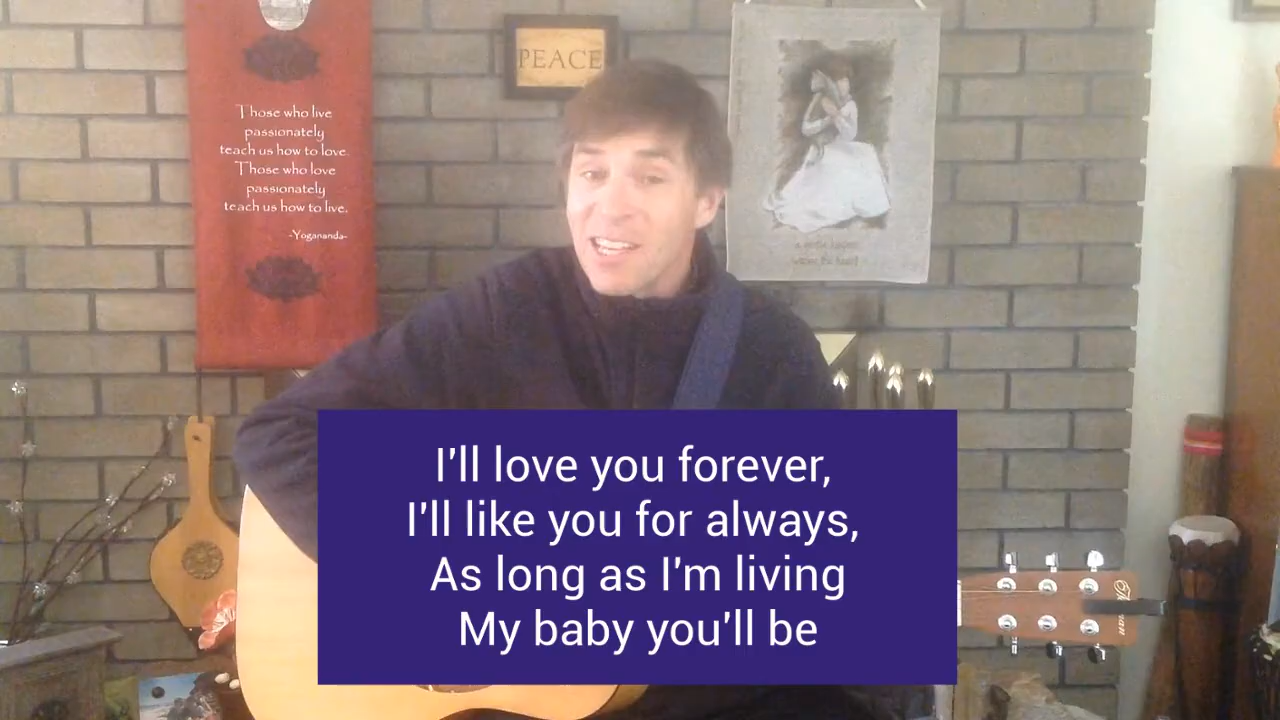 PEACE
Those who live
passionately
teach us how to love.
Those who love
passionately
teach us how to live.
-Yogananda-
I'll love you forever,
I'll like you for always,
As long as I'm living
My baby you'll be